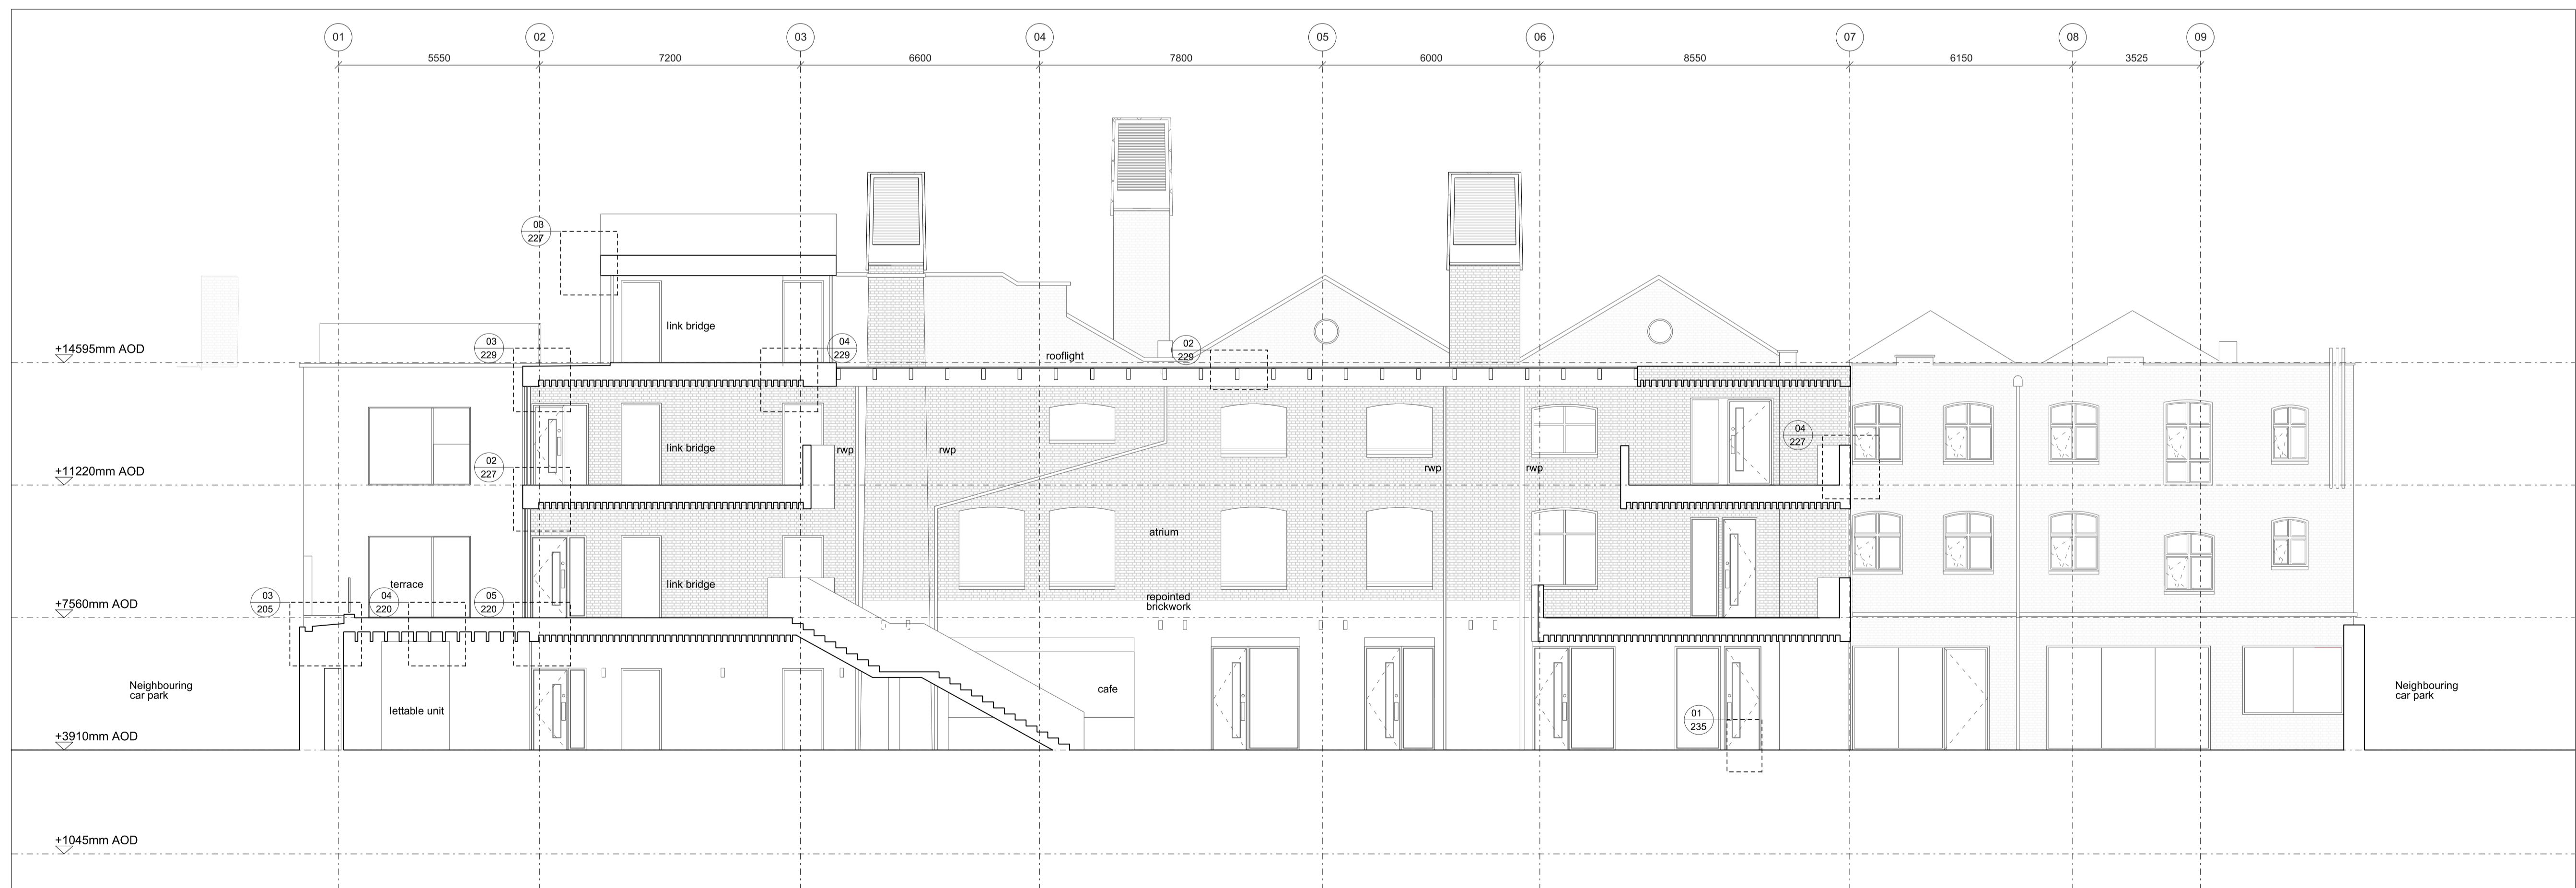 01
02
03
04
05
06
07
08
09
5550
7200
6600
7800
6000
8550
6150
3525
03
227
link bridge
+14595mm AOD
03
229
04
229
rooflight
02
229
04
227
link bridge
rwp
rwp
rwp
rwp
+11220mm AOD
02
227
atrium
terrace
link bridge
repointed
brickwork
+7560mm AOD
03
205
04
220
05
220
Neighbouring
car park
lettable unit
cafe
01
235
Neighbouring
car park
+3910mm AOD
+1045mm AOD